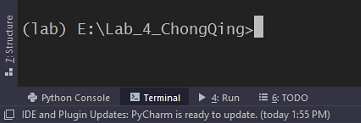 (lab) E:\Lab_4_ChongQing>
Z: Structure
Python Console Terminal 4: Run 6: TODO
IDE and Plugin Updates: PyCharm is ready to update. (today 1:55 PM)